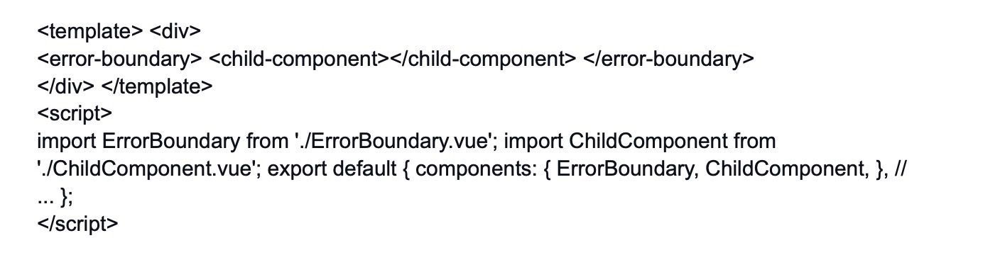 <template> <div>
<error-boundary> <child-component></child-component> </error-boundary>
</div> </template>
<script>
import ErrorBoundary from './ErrorBoundary.vue'; import ChildComponent from
'./ChildComponent.vue'; export default { components: { ErrorBoundary, ChildComponent, }, //
... };
</script>